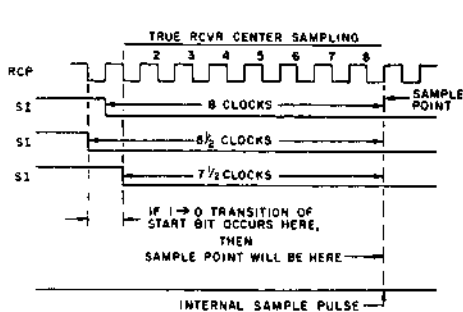 TRUE RCVR CENTER SAMPLING
2 3 4 5 6 7 8
RCP
SAMPLE
POINT
SI 8 CLOCKS
SI 8½ CLOCKS
SI 7½ CLOCKS
IF 1→0 TRANSITION OF
START BIT OCCURS HERE,
THEN
SAMPLE POINT WILL BE HERE
INTERNAL SAMPLE PULSE